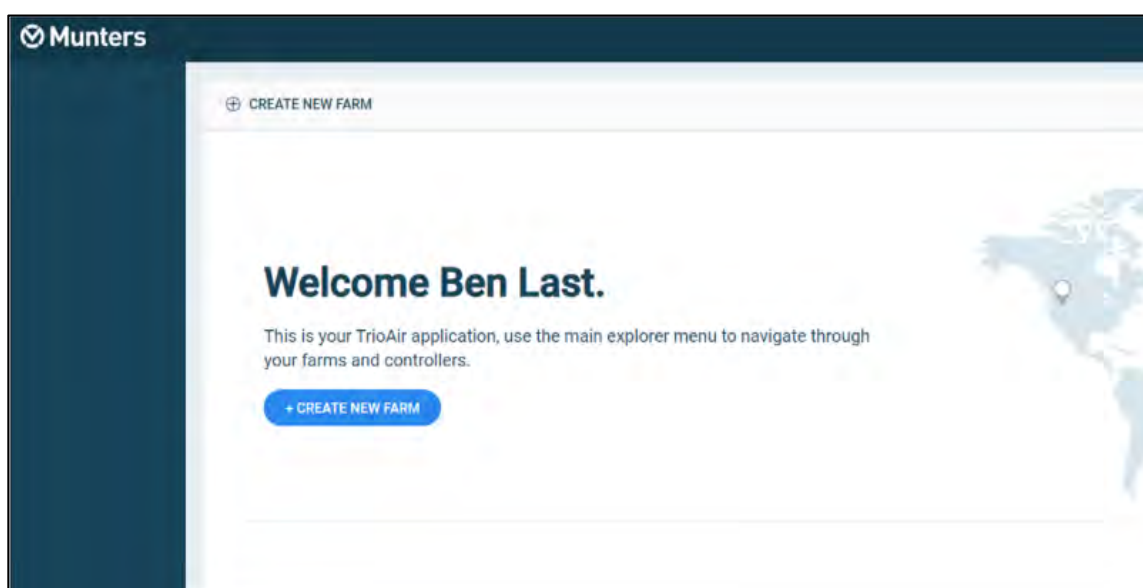 Munters
CREATE NEW FARM
Welcome Ben Last.
This is your TrioAir application, use the main explorer menu to navigate through
your farms and controllers.
+ CREATE NEW FARM